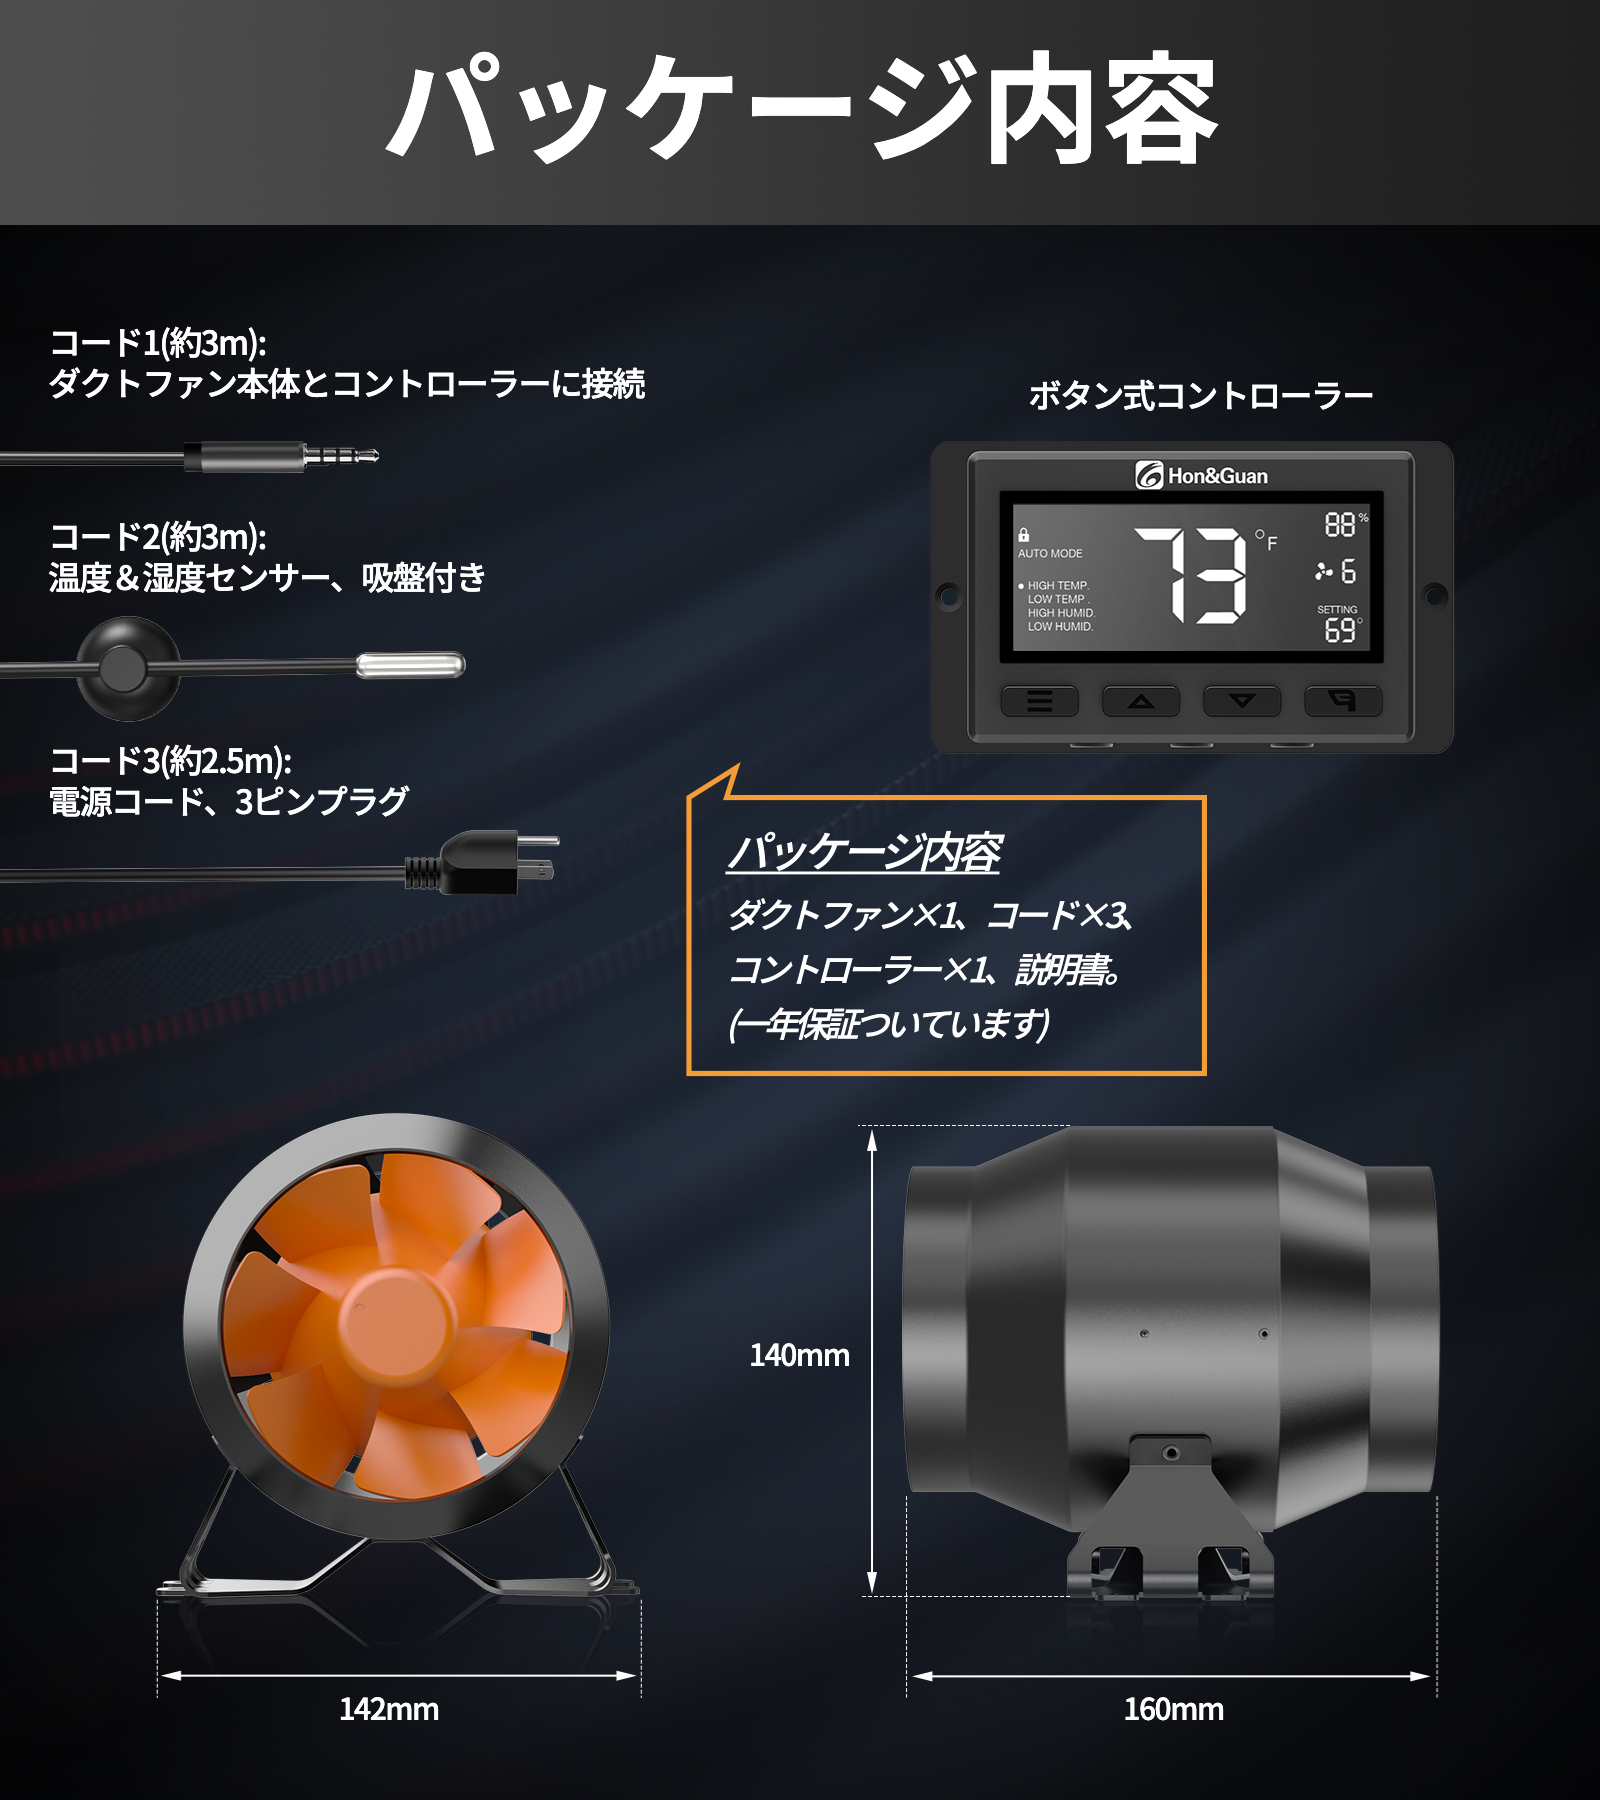 パッケージ内容
コード1(約3m):
ダクトファン本体とコントローラーに接続
コード2(約3m):
温度＆湿度センサー、吸盤付き
コード3(約2.5m):
電源コード、3ピンプラグ
ボタン式コントローラー
Hon&Guan
AUTO MODE
HIGH TEMP.
LOW TEMP .
HIGH HUMID.
LOW HUMID.
73°F
88%
6
SETTING
69°
パッケージ内容
ダクトファン×1、コード×3、
コントローラー×1、説明書。
(一年保証ついています)
140mm
142mm
160mm